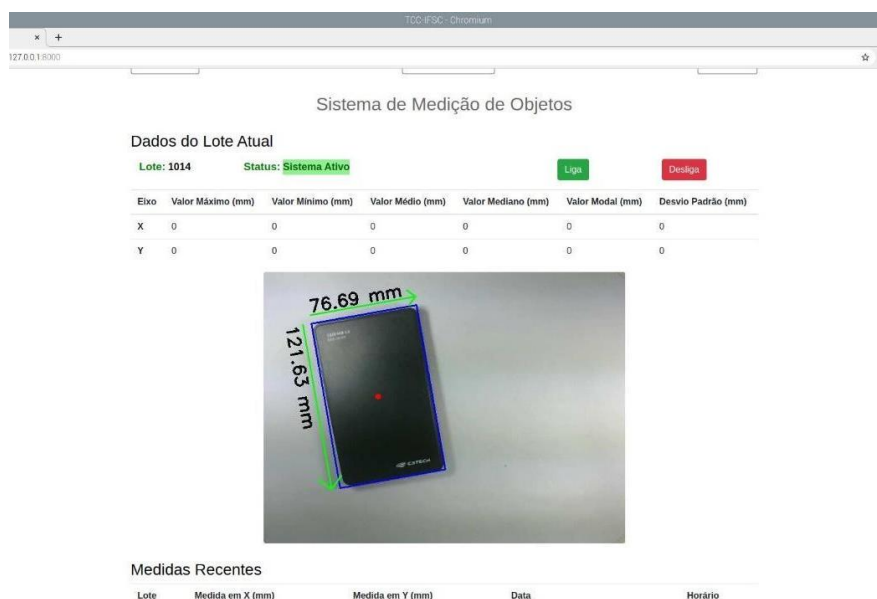 TCC-IFSC - Chromium
× +
127.0.0.1:8000
Sistema de Medição de Objetos
Dados do Lote Atual
Lote: 1014 Status: Sistema Ativo Liga Desliga
Eixo Valor Máximo (mm) Valor Mínimo (mm) Valor Médio (mm) Valor Mediano (mm) Valor Modal (mm) Desvio Padrão (mm)
X 0 0 0 0 0 0
Y 0 0 0 0 0 0
76.69 mm
121.63 mm
Medidas Recentes
Lote Medida em X (mm) Medida em Y (mm) Data Horário